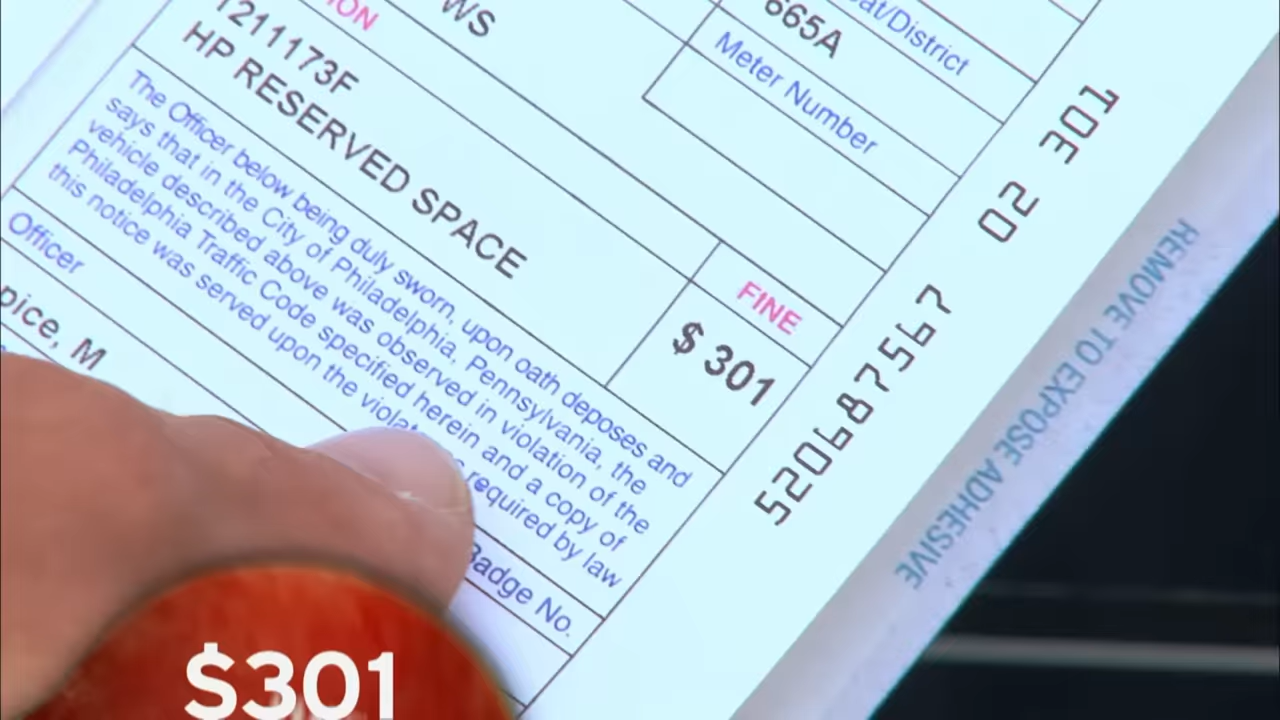 ION
WS
665A
at/District
Meter Number
1211173F
HP RESERVED SPACE
FINE
$ 301
The Officer below being duly sworn, upon oath deposes and
says that in the City of Philadelphia, Pennsylvania, the
vehicle described above was observed in violation of the
Philadelphia Traffic Code specified herein and a copy of
this notice was served upon the required by law
Officer
Badge No.
pice, M
520687567 02 301
REMOVE TO EXPOSE ADHESIVE
$301